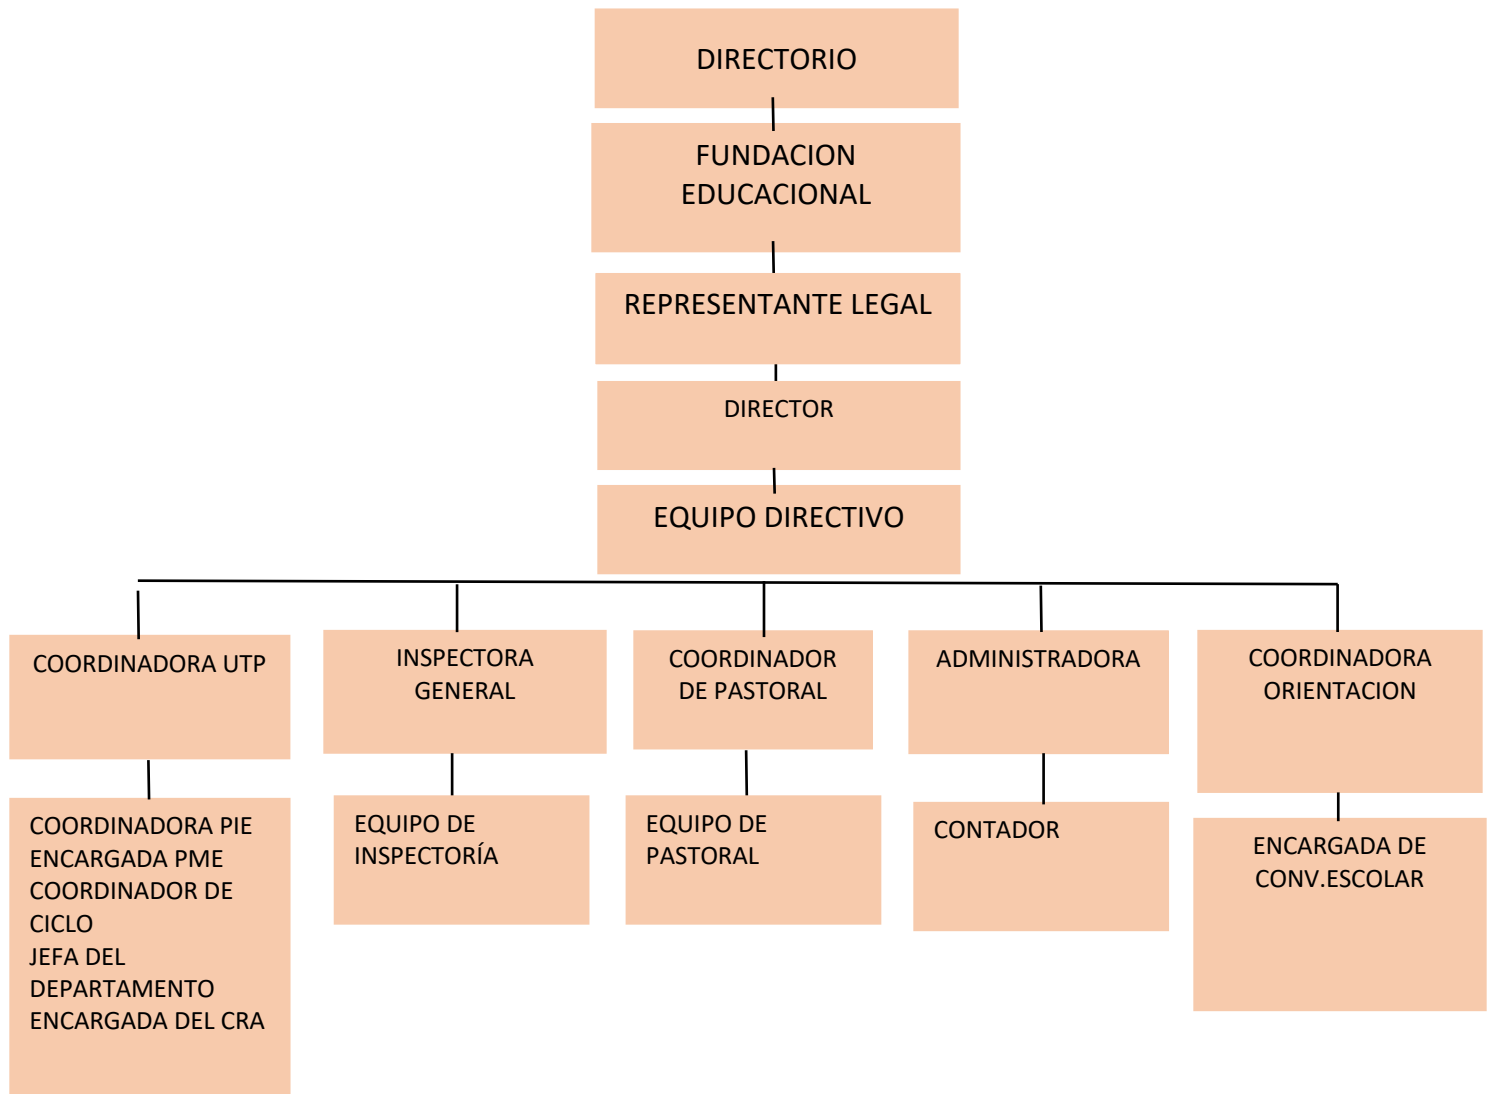 DIRECTORIO
FUNDACION
EDUCACIONAL
REPRESENTANTE LEGAL
DIRECTOR
EQUIPO DIRECTIVO
COORDINADORA UTP
INSPECTORA
GENERAL
COORDINADOR
DE PASTORAL
ADMINISTRADORA
COORDINADORA
ORIENTACION
COORDINADORA PIE
ENCARGADA PME
COORDINADOR DE
CICLO
JEFA DEL
DEPARTAMENTO
ENCARGADA DEL CRA
EQUIPO DE
INSPECTORÍA
EQUIPO DE
PASTORAL
CONTADOR
ENCARGADA DE
CONV.ESCOLAR